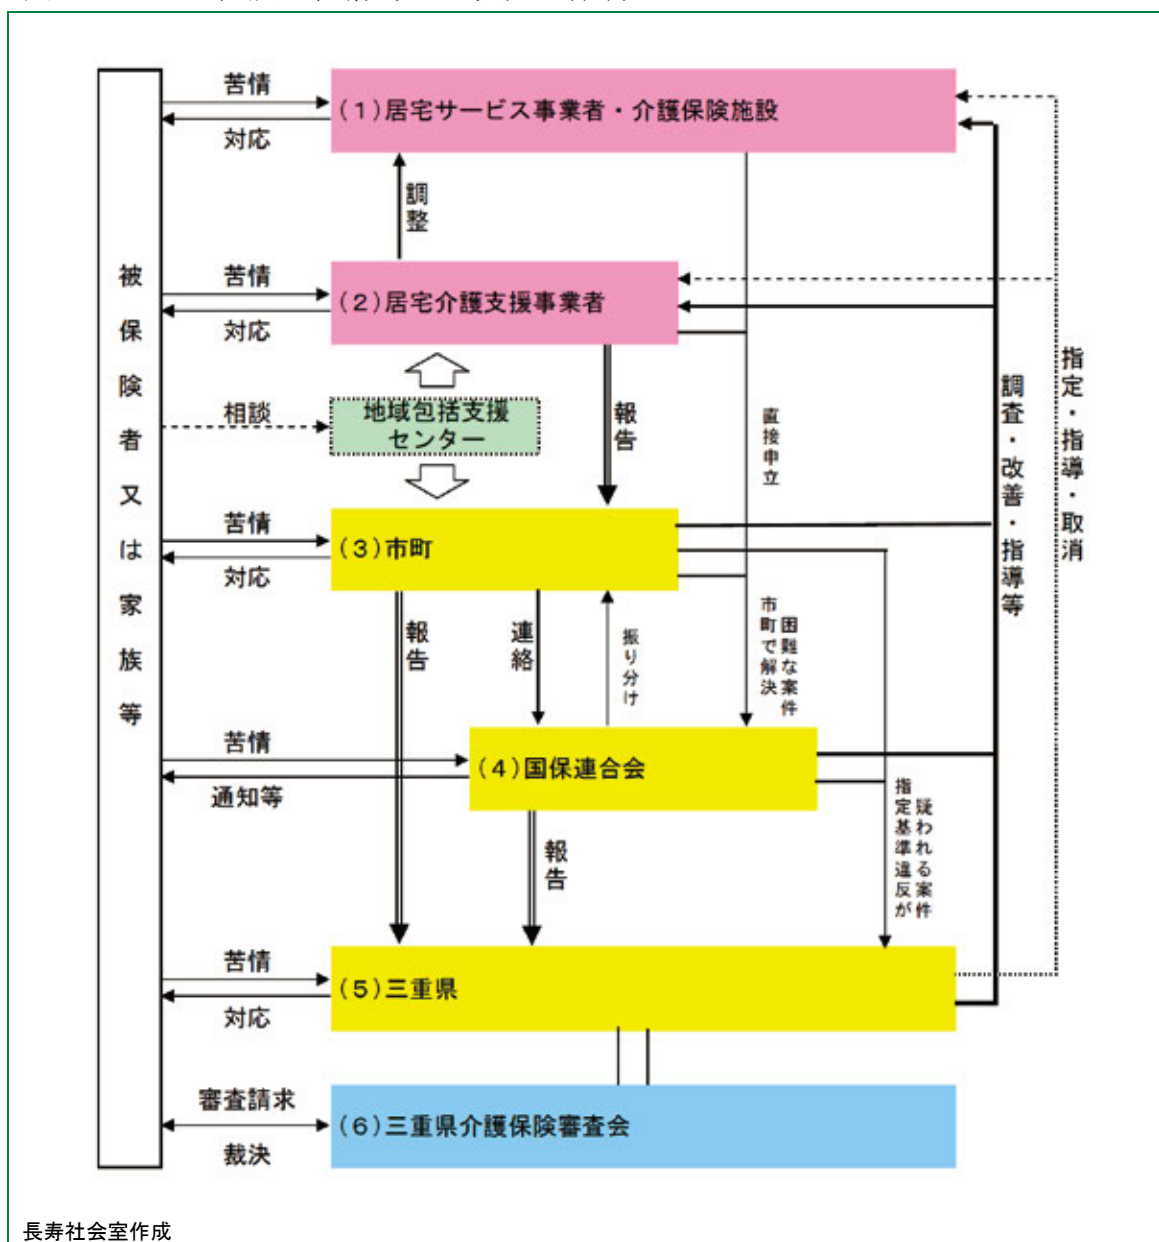 苦情
(1)居宅サービス事業者・介護保険施設
対応
調整
被保険者又は家族等
苦情
(2)居宅介護支援事業者
対応
相談
地域包括支援
センター
報告
直接申立
調査・改善・指導等
指定・指導・取消
苦情
(3)市町
対応
報告
連絡
振り分け
市町で解決
困難な案件
苦情
(4)国保連合会
通知等
報告
指定基準違反が
疑われる案件
苦情
(5)三重県
対応
審査請求
(6)三重県介護保険審査会
裁決
長寿社会室作成